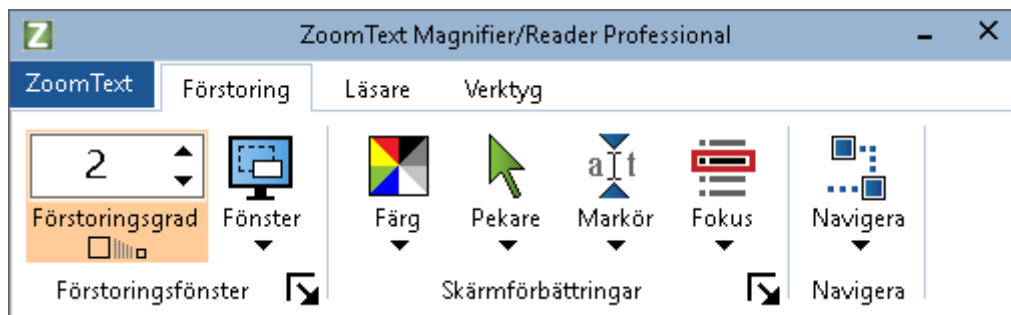 Z ZoomText Magnifier/Reader Professional
ZoomText Förstoring Läsare Verktyg
2
aIt
Förstoringsgrad Fönster Färg Pekare Markör Fokus Navigera
Förstoringsfönster Skärmförbättringar Navigera